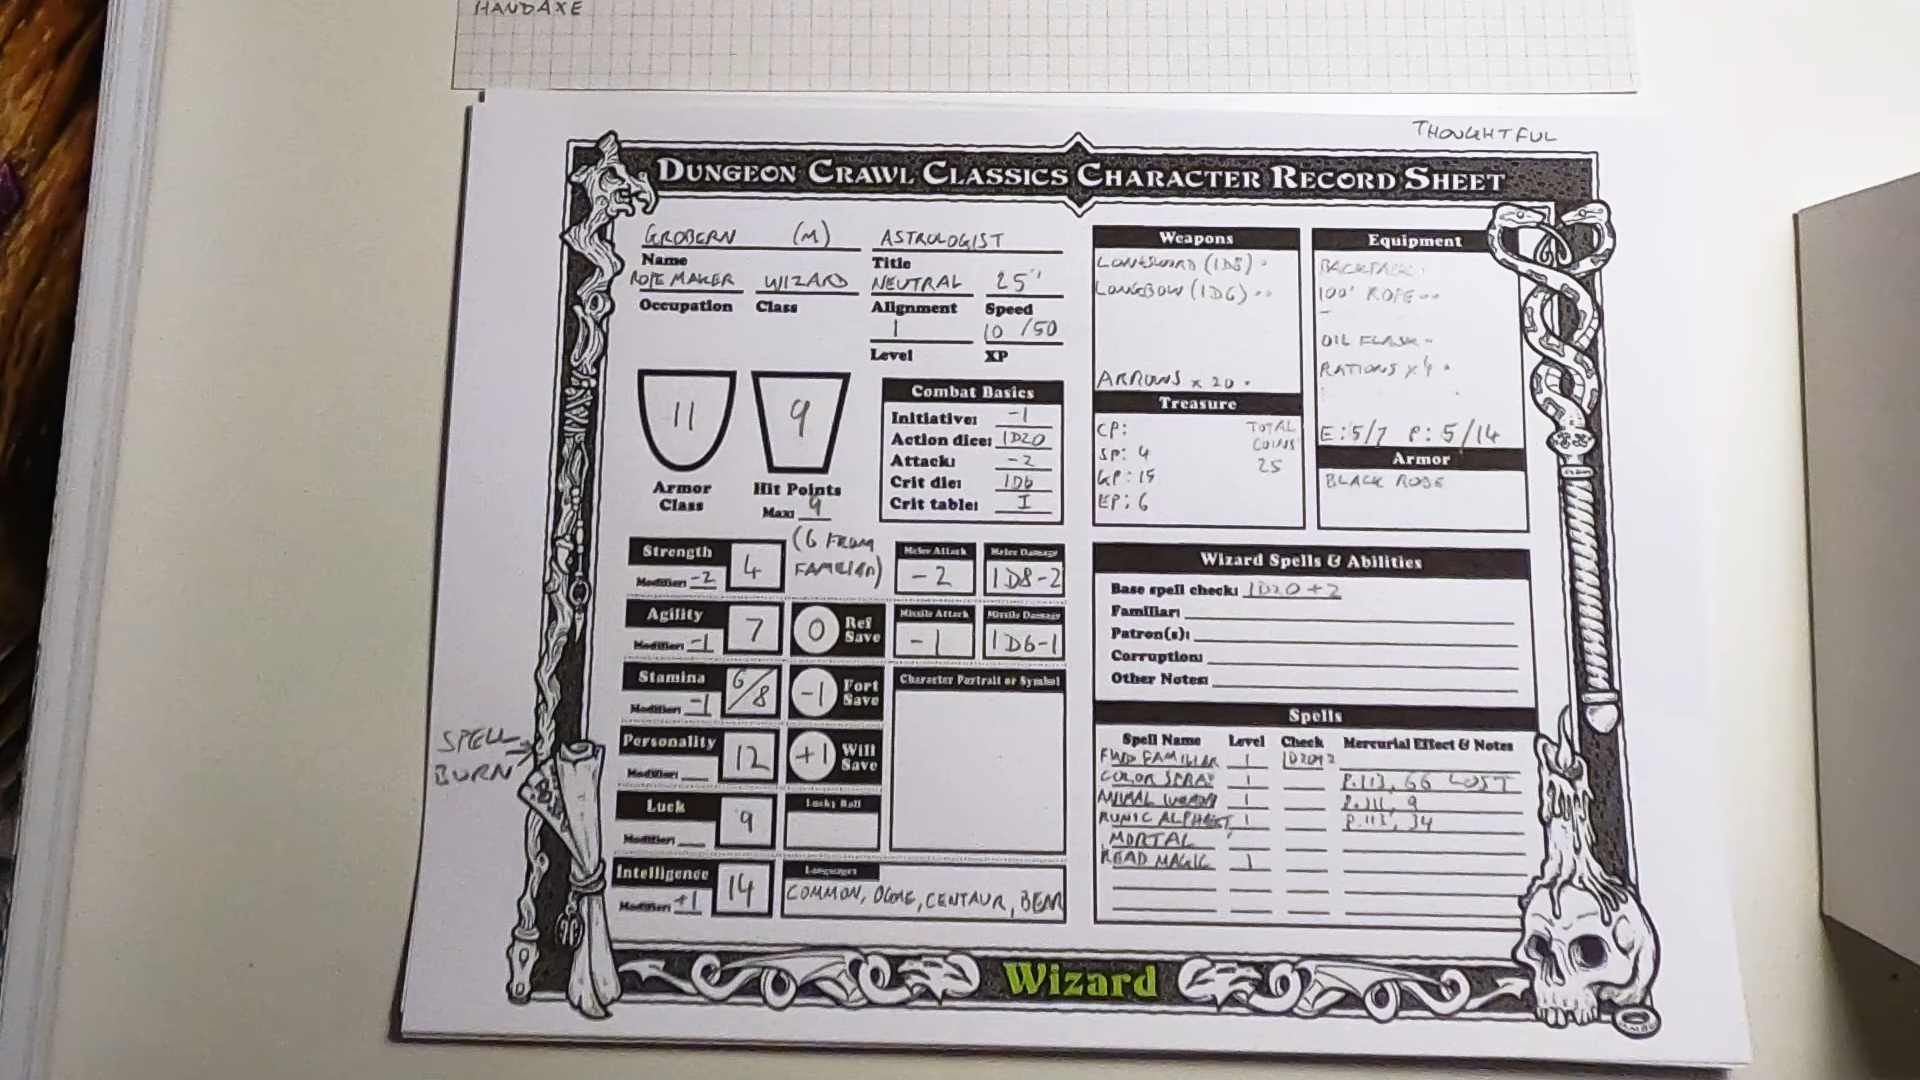 HANDAXE
THOUGHTFUL
DUNGEON CRAWL CLASSICS CHARACTER RECORD SHEET
GROBERN (M) ASTROLOGIST
Name Title
ROPE MAKER WIZARD NEUTRAL 25'
Occupation Class Alignment Speed
1 10 /50
Level XP
11 9
Armor Class
Hit Points
Max: 9
(6 FROM FAMILIAR)
Combat Basics
Initiative: -1
Action dice: 1D20
Attack: -2
Crit die: 1D6
Crit table: I
Strength 4
Modifier: -2
Melee Attack Melee Damage
-2 1D8-2
Agility 7 0 Ref Save
Modifier: -1
Missile Attack Missile Damage
-1 1D6-1
Stamina 6/8 -1 Fort Save
Modifier: -1
Character Portrait or Symbol
SPELL BURN
Personality 12 +1 Will Save
Modifier:
Luck 9 Lucky Roll
Modifier:
Intelligence 14
Modifier: +1
Languages
COMMON, OGRE, CENTAUR, BEAR
Weapons
LONGSWORD (1D8)
LONGBOW (1D6)
ARROWS x 20
Treasure
CP: TOTAL
SP: 4 COINS
GP: 15 25
EP: 6
Equipment
BACKPACK
100' ROPE
OIL FLASK
RATIONS x 4
E: 5/7 P: 5/14
Armor
BLACK ROBE
Wizard Spells & Abilities
Base spell check: 1D20+2
Familiar:
Patron(s):
Corruption:
Other Notes:
Spells
Spell Name Level Check Mercurial Effect & Notes
FIND FAMILIAR 1 1D20+2
COLOR SPRAY 1 P.113, 66 LOST
ANIMAL 1 P.111, 9
RUNIC ALPHABET, 1 P.113, 34
MORTAL
READ MAGIC 1
Wizard